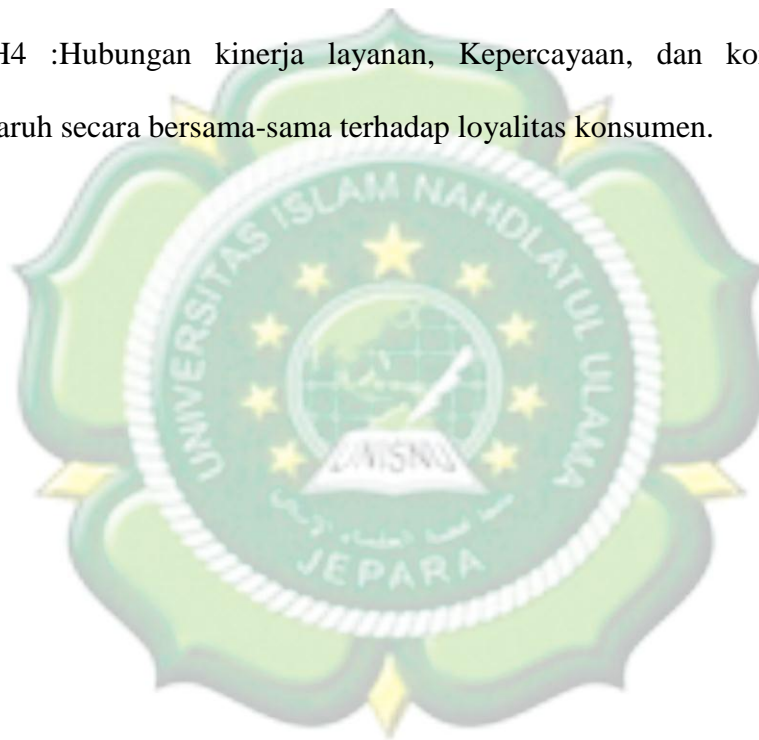 H4 :Hubungan kinerja layanan, Kepercayaan, dan ko
aruh secara bersama-sama terhadap loyalitas konsumen.
UNIVERSITAS ISLAM NAHDLATUL ULAMA
UNISNU
JEPARA